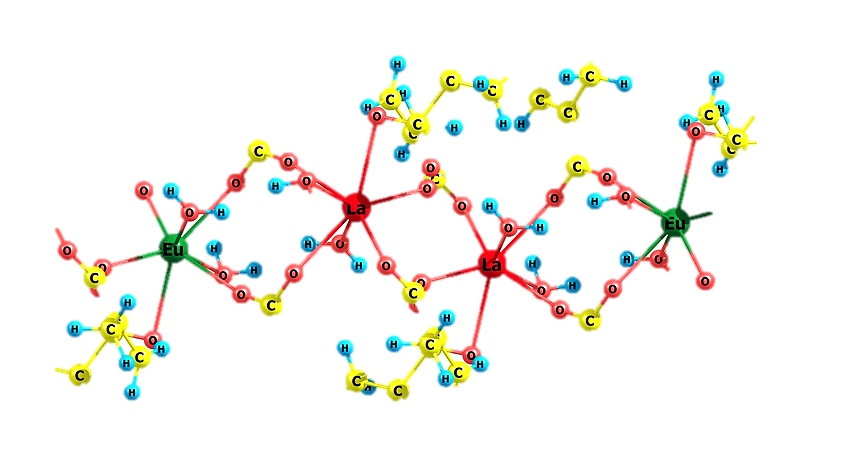 H
H C H
C H C H
C H C
H H
O C C
C H H H H
O
C C
C H C
O O C H
O H O C O O
O H O H O
O H La O H
O H Eu
O Eu H H O
O H H O La H H O
C O O O H O
O C O O
H C O
H C
H C
O H H H C
C O
H H
C C H C H
H C